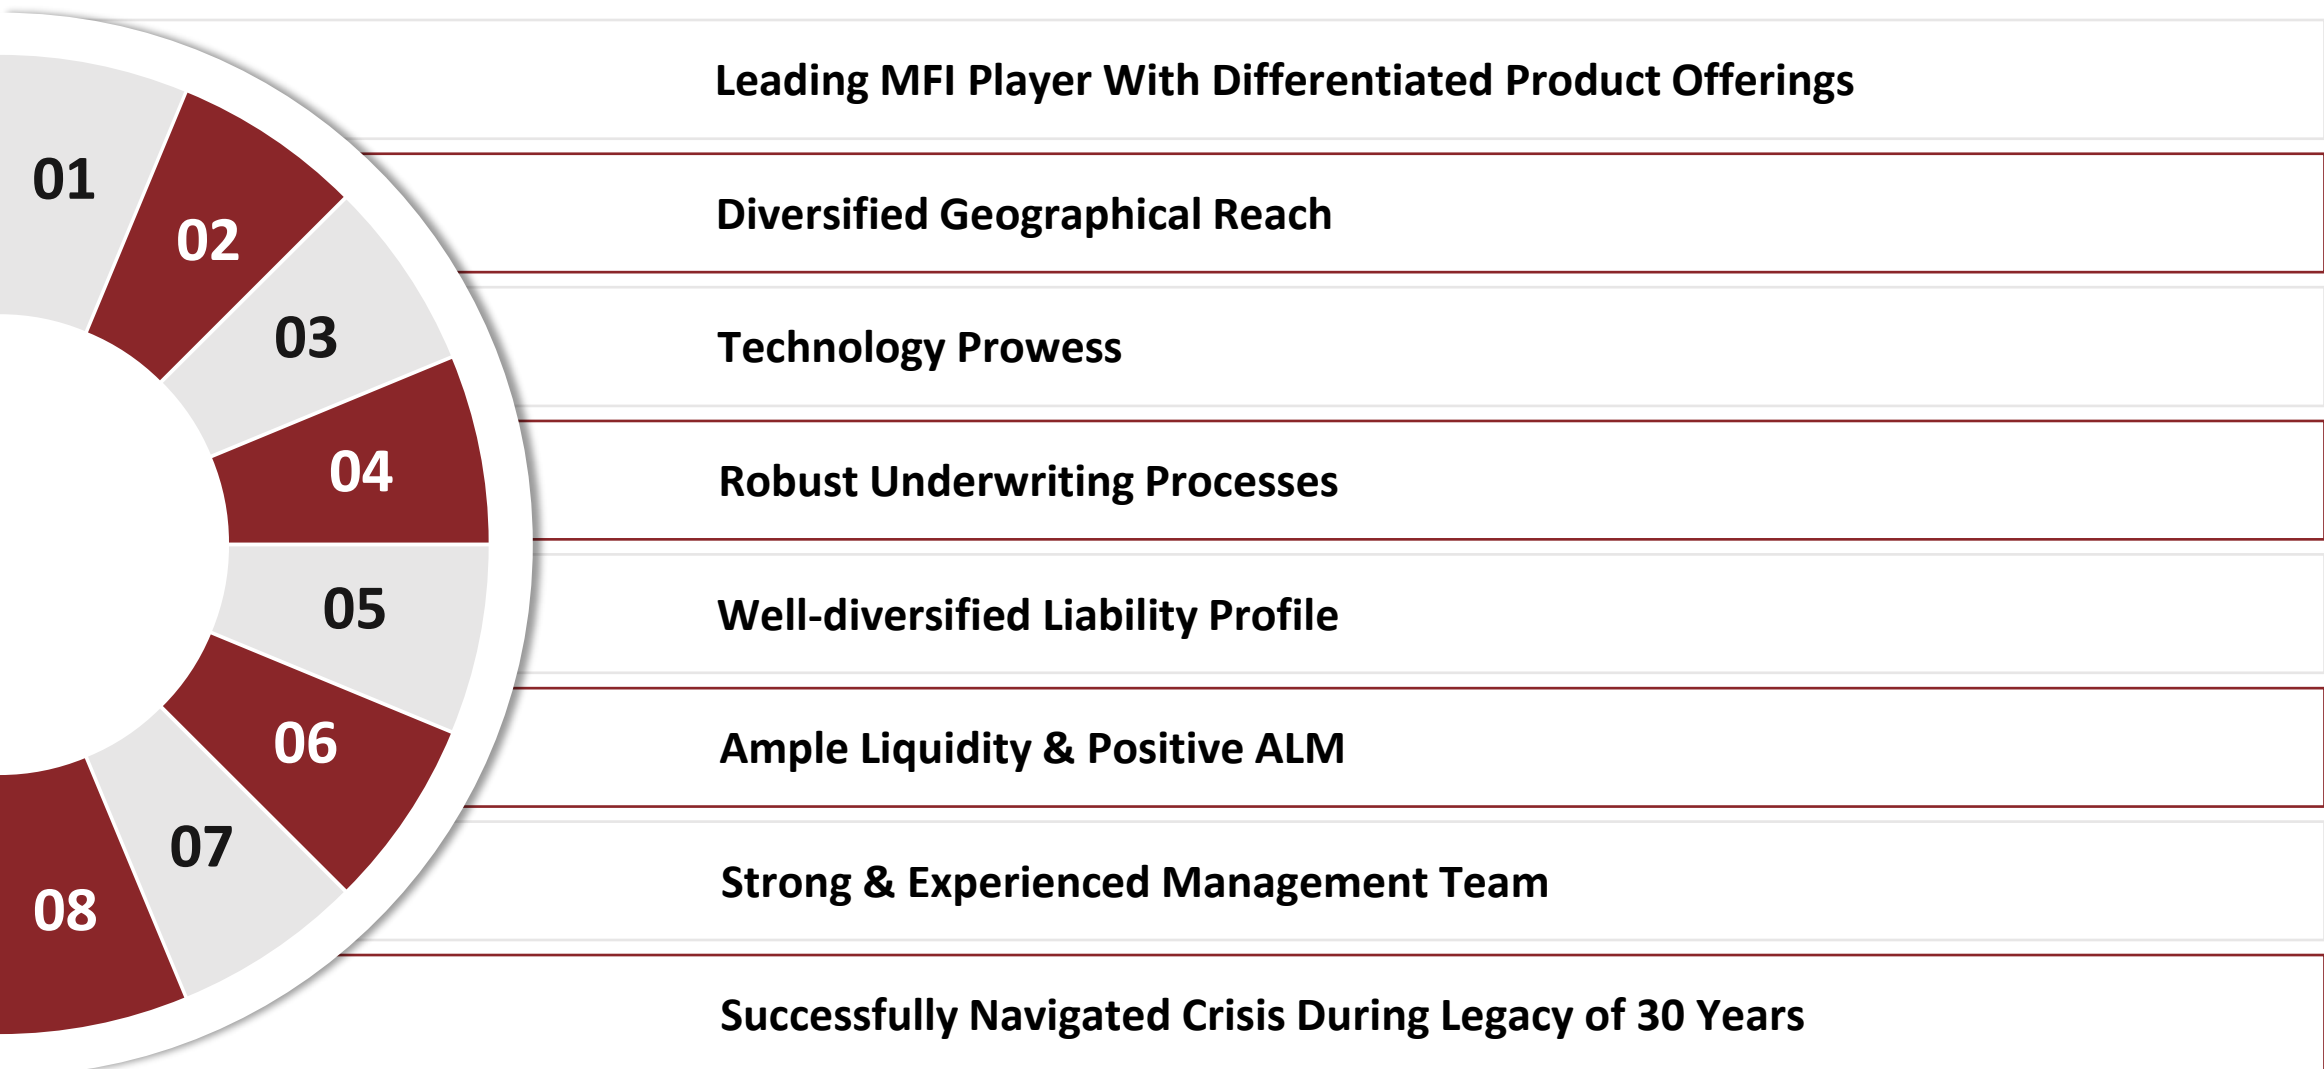 01
Leading MFI Player With Differentiated Product Offerings
02
Diversified Geographical Reach
03
Technology Prowess
04
Robust Underwriting Processes
05
Well-diversified Liability Profile
06
Ample Liquidity & Positive ALM
07
Strong & Experienced Management Team
08
Successfully Navigated Crisis During Legacy of 30 Years